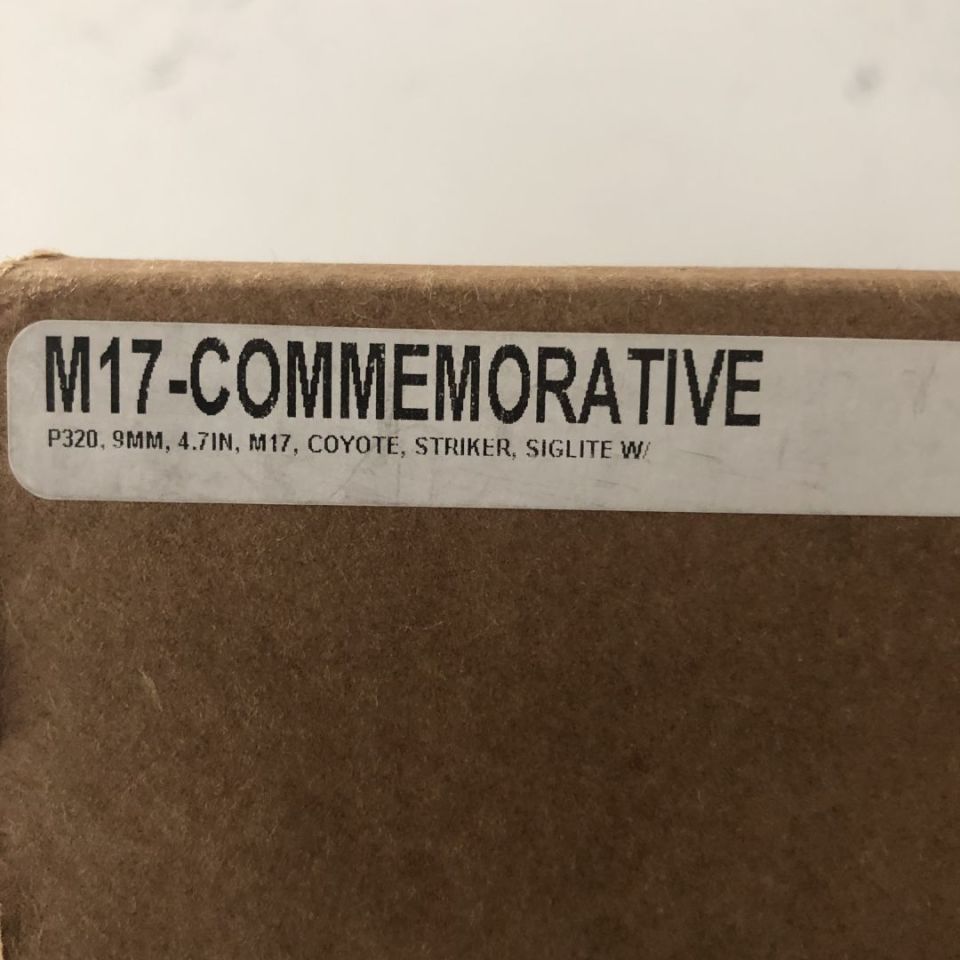 M17-COMMEMORATIVE
P320, 9MM, 4.7IN, M17, COYOTE, STRIKER, SIGLITE W/